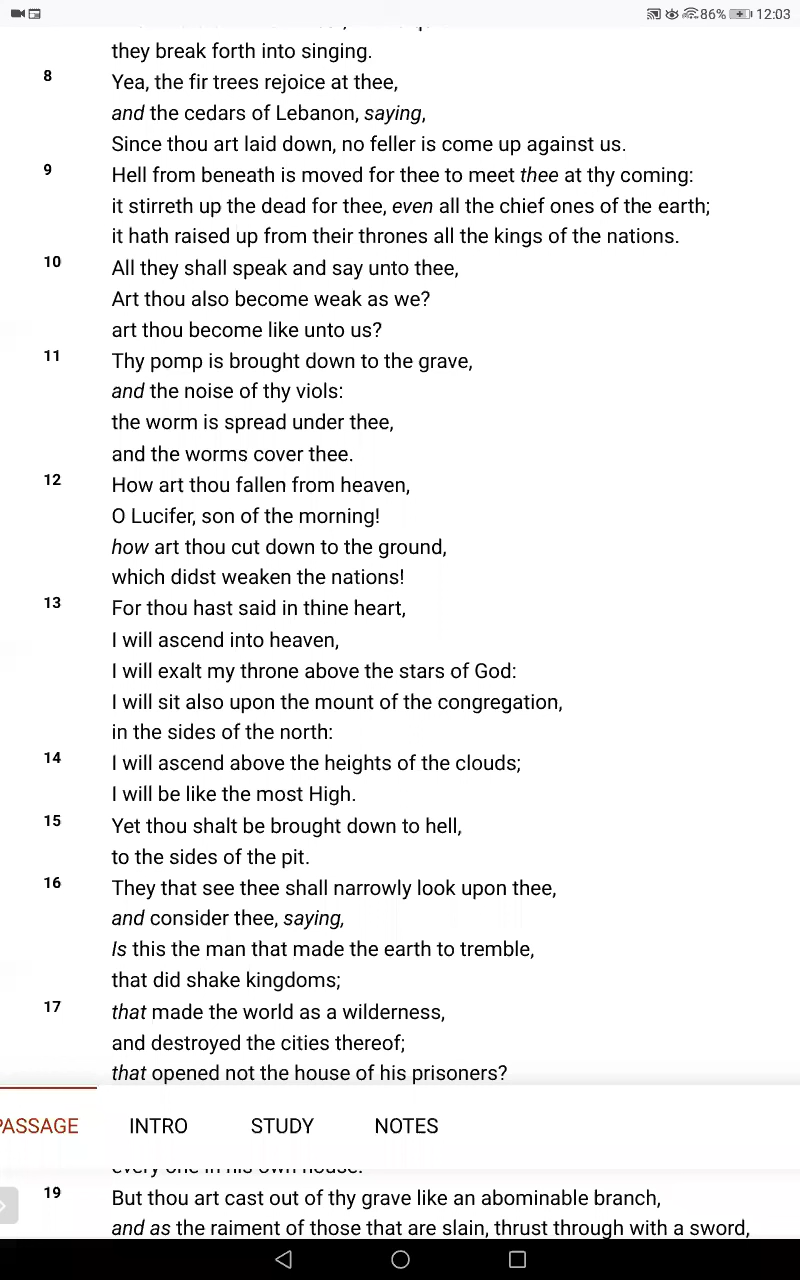 86% 12:03
they break forth into singing.
8 Yea, the fir trees rejoice at thee,
and the cedars of Lebanon, saying,
Since thou art laid down, no feller is come up against us.
9 Hell from beneath is moved for thee to meet thee at thy coming:
it stirreth up the dead for thee, even all the chief ones of the earth;
it hath raised up from their thrones all the kings of the nations.
10 All they shall speak and say unto thee,
Art thou also become weak as we?
art thou become like unto us?
11 Thy pomp is brought down to the grave,
and the noise of thy viols:
the worm is spread under thee,
and the worms cover thee.
12 How art thou fallen from heaven,
O Lucifer, son of the morning!
how art thou cut down to the ground,
which didst weaken the nations!
13 For thou hast said in thine heart,
I will ascend into heaven,
I will exalt my throne above the stars of God:
I will sit also upon the mount of the congregation,
in the sides of the north:
14 I will ascend above the heights of the clouds;
I will be like the most High.
15 Yet thou shalt be brought down to hell,
to the sides of the pit.
16 They that see thee shall narrowly look upon thee,
and consider thee, saying,
Is this the man that made the earth to tremble,
that did shake kingdoms;
17 that made the world as a wilderness,
and destroyed the cities thereof;
that opened not the house of his prisoners?
PASSAGE INTRO STUDY NOTES
every one in his own house.
19 But thou art cast out of thy grave like an abominable branch,
and as the raiment of those that are slain, thrust through with a sword,